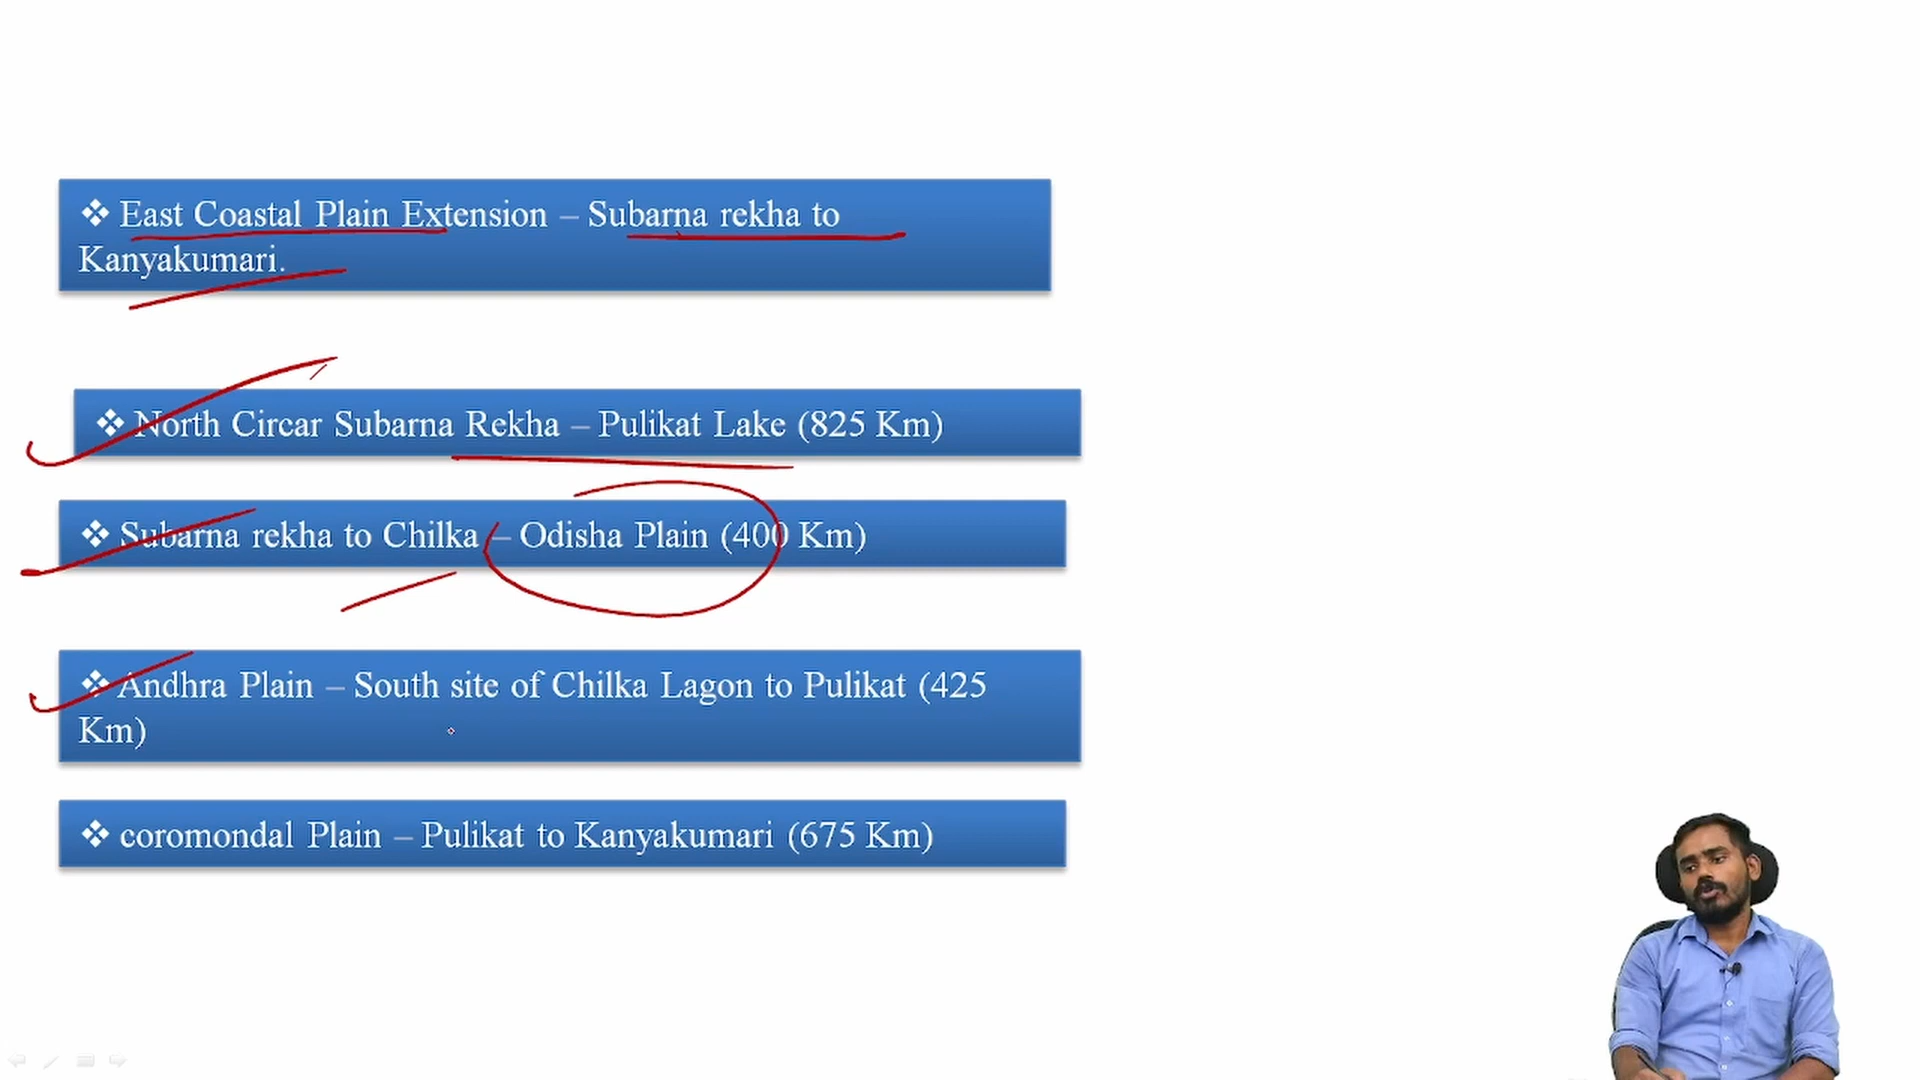 ❖ East Coastal Plain Extension – Subarna rekha to
Kanyakumari.
❖ North Circar Subarna Rekha – Pulikat Lake (825 Km)
❖ Subarna rekha to Chilka – Odisha Plain (400 Km)
❖ Andhra Plain – South site of Chilka Lagon to Pulikat (425
Km)
❖ coromondal Plain – Pulikat to Kanyakumari (675 Km)